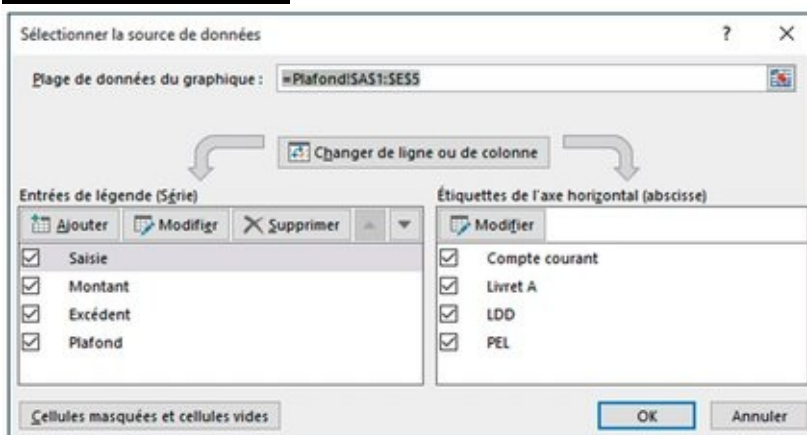 Sélectionner la source de données ? ×
Plage de données du graphique : =Plafond!$A$1:$E$5
Changer de ligne ou de colonne
Entrées de légende (Série)
Ajouter Modifier Supprimer
Saisie
Montant
Excédent
Plafond
Étiquettes de l'axe horizontal (abscisse)
Modifier
Compte courant
Livret A
LDD
PEL
Cellules masquées et cellules vides OK Annuler